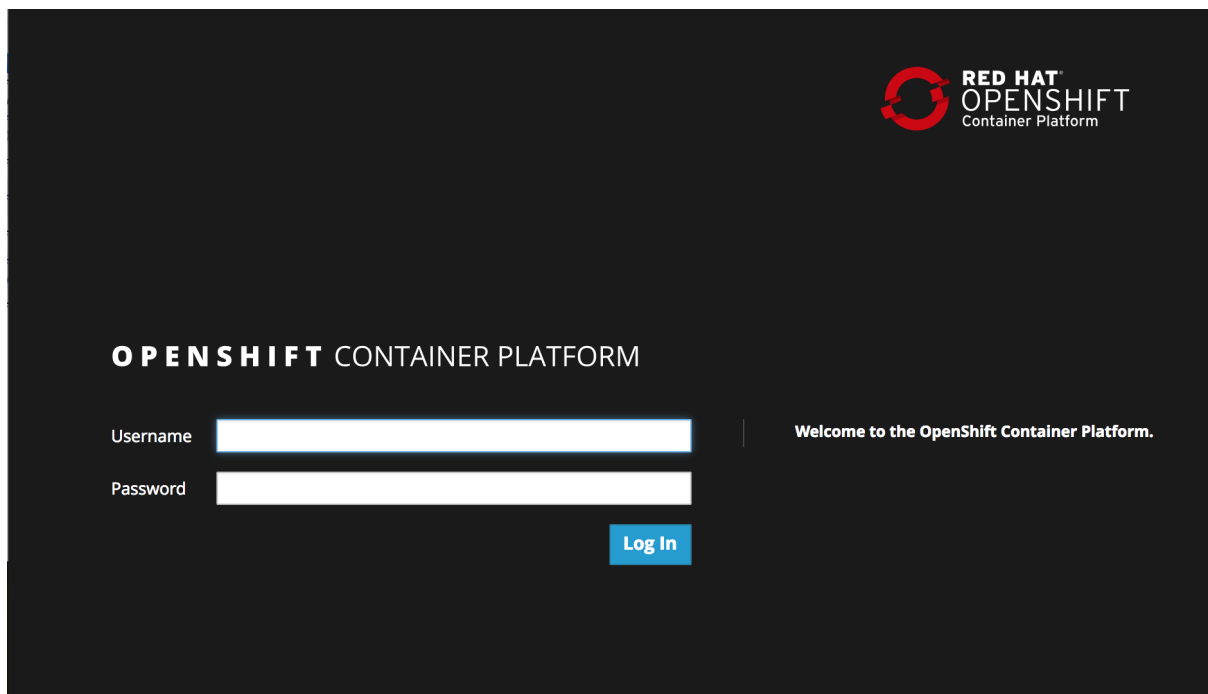 RED HAT®
OPENSHIFT
Container Platform
OPENSHIFT CONTAINER PLATFORM
Username
Welcome to the OpenShift Container Platform.
Password
Log In